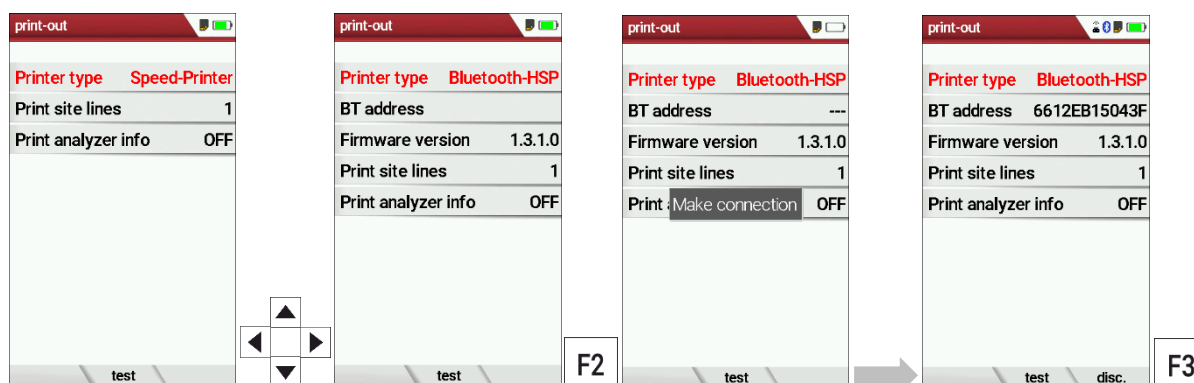 print-out
Printer type Speed-Printer
Print site lines 1
Print analyzer info OFF
test
print-out
Printer type Bluetooth-HSP
BT address
Firmware version 1.3.1.0
Print site lines 1
Print analyzer info OFF
test
F2
print-out
Printer type Bluetooth-HSP
BT address ---
Firmware version 1.3.1.0
Print site lines 1
Print Make connection OFF
test
print-out
Printer type Bluetooth-HSP
BT address 6612EB15043F
Firmware version 1.3.1.0
Print site lines 1
Print analyzer info OFF
test disc.
F3